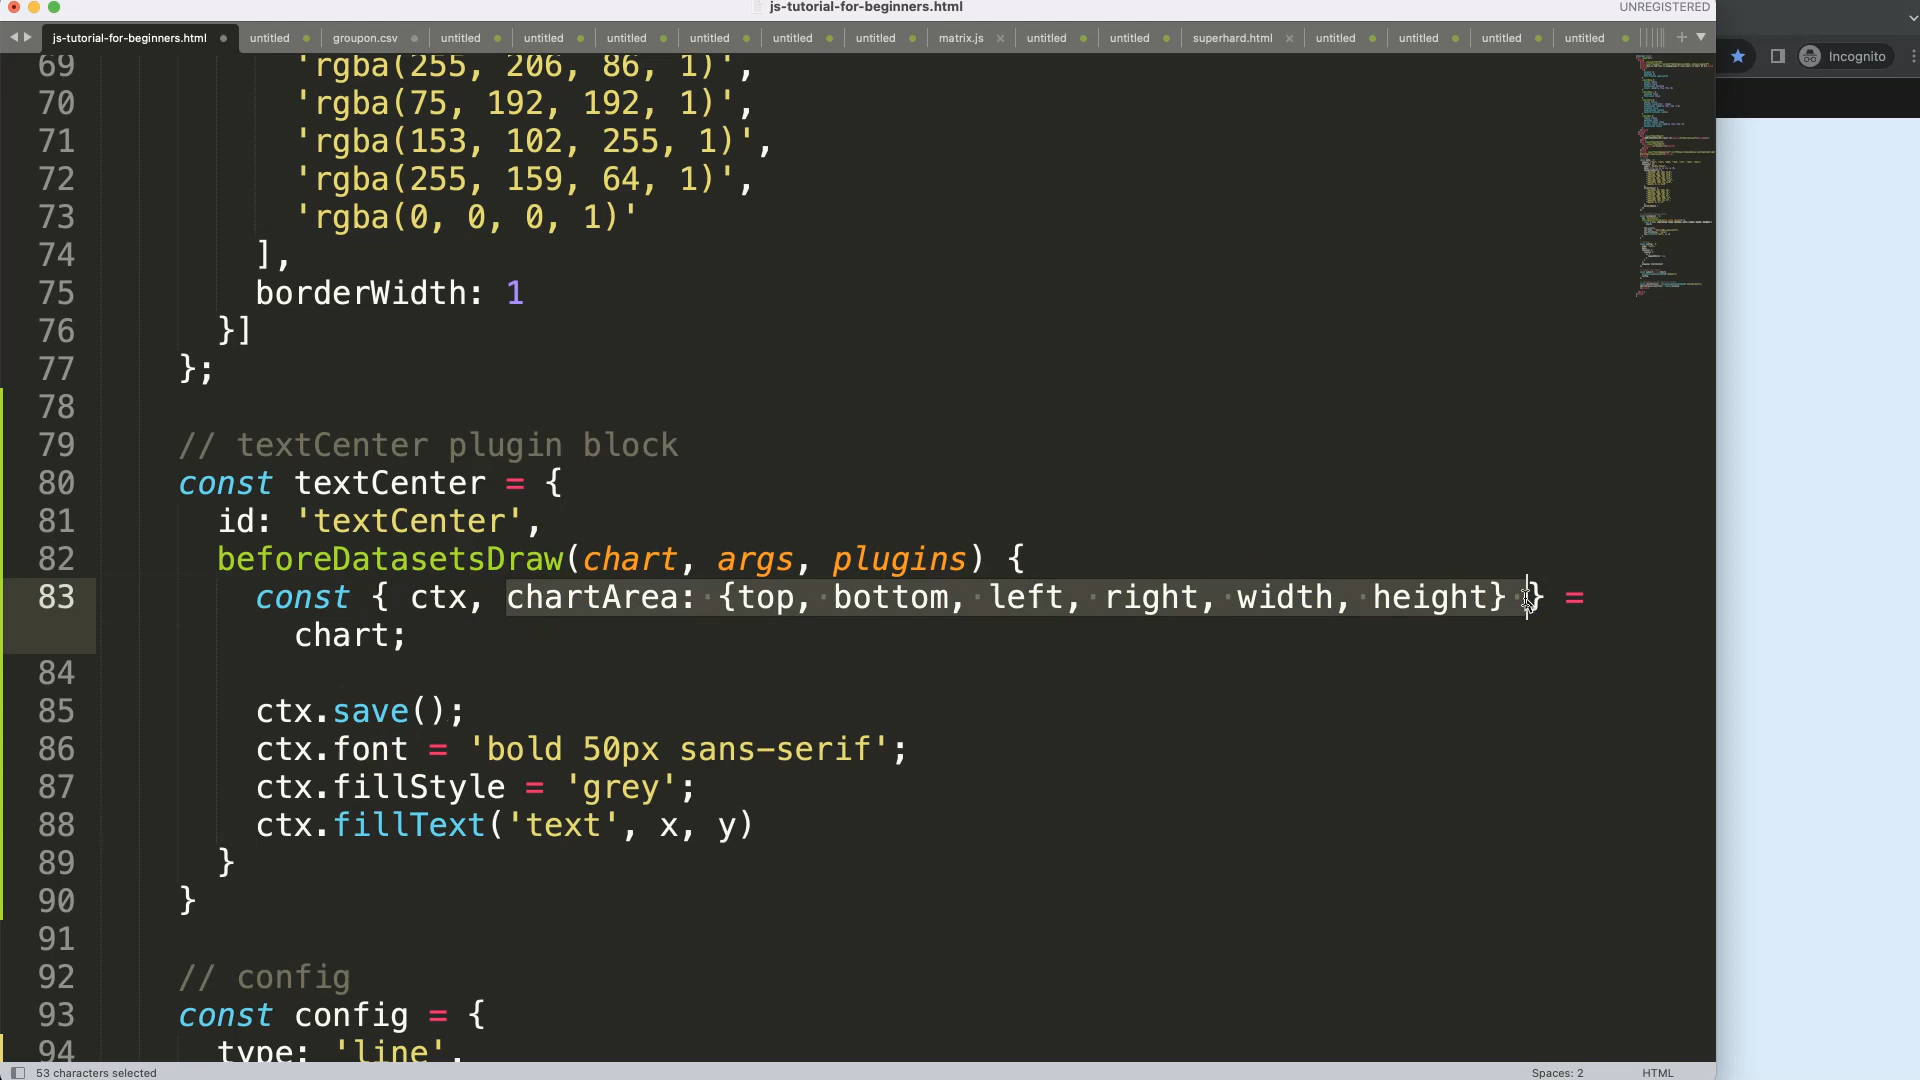 js-tutorial-for-beginners.html
UNREGISTERED
js-tutorial-for-beginners.html untitled groupon.csv untitled untitled untitled untitled untitled untitled matrix.js untitled untitled superhard.html untitled untitled untitled untitled
Incognito
69 'rgba(255, 206, 86, 1)',
70 'rgba(75, 192, 192, 1)',
71 'rgba(153, 102, 255, 1)',
72 'rgba(255, 159, 64, 1)',
73 'rgba(0, 0, 0, 1)'
74 ],
75 borderWidth: 1
76 }]
77 };
78
79 // textCenter plugin block
80 const textCenter = {
81 id: 'textCenter',
82 beforeDatasetsDraw(chart, args, plugins) {
83 const { ctx, chartArea: {top, bottom, left, right, width, height} } =
chart;
84
85 ctx.save();
86 ctx.font = 'bold 50px sans-serif';
87 ctx.fillStyle = 'grey';
88 ctx.fillText('text', x, y)
89 }
90 }
91
92 // config
93 const config = {
94 type: 'line',
53 characters selected
Spaces: 2
HTML